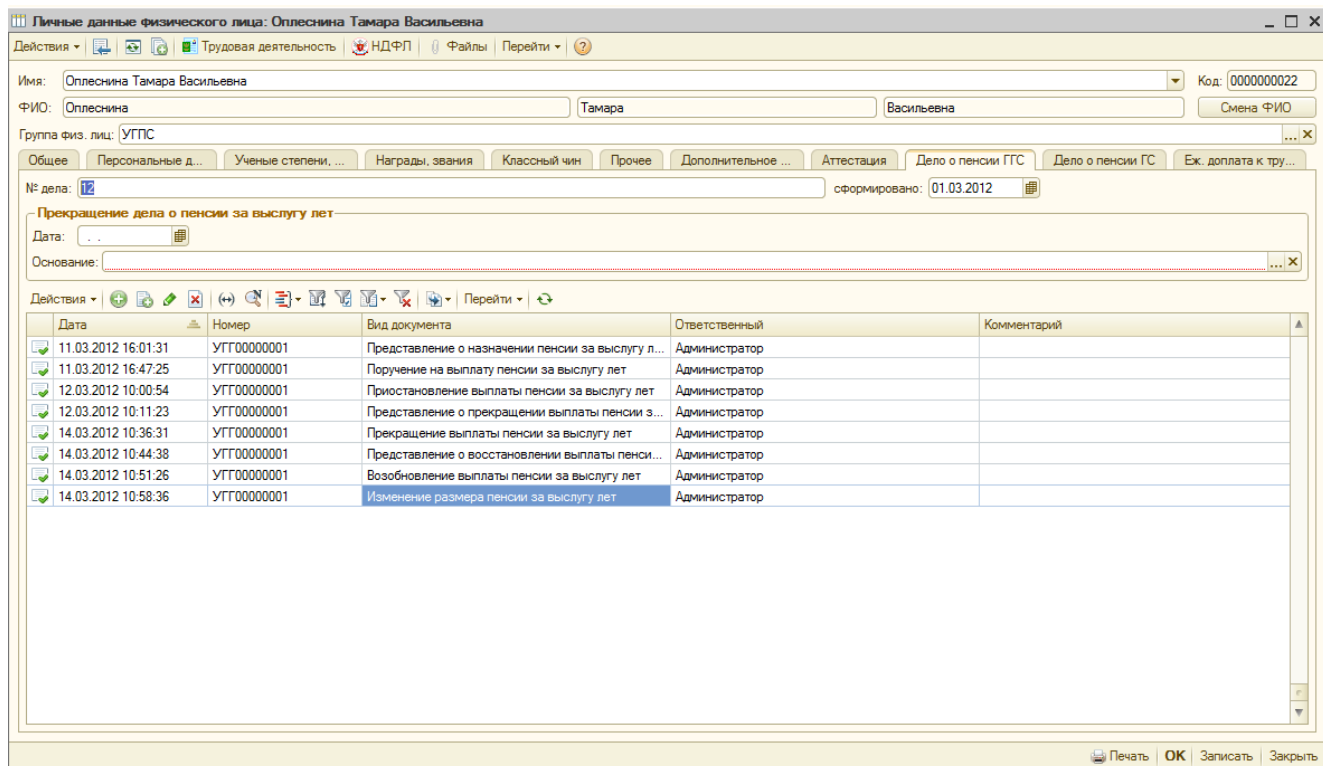 Личные данные физического лица: Оплеснина Тамара Васильевна
Действия Трудовая деятельность НДФЛ Файлы Перейти ?
Имя: Оплеснина Тамара Васильевна Код: 0000000022
ФИО: Оплеснина Тамара Васильевна Смена ФИО
Группа физ. лиц: УГПС ... X
Общее Персональные д... Ученые степени, ... Награды, звания Классный чин Прочее Дополнительное ... Аттестация Дело о пенсии ГГС Дело о пенсии ГС Еж. доплата к тру...
№ дела: 12 сформировано: 01.03.2012
Прекращение дела о пенсии за выслугу лет
Дата: . .
Основание: ... X
Действия Перейти
Дата Номер Вид документа Ответственный Комментарий
11.03.2012 16:01:31 УГГ00000001 Представление о назначении пенсии за выслугу л... Администратор
11.03.2012 16:47:25 УГГ00000001 Поручение на выплату пенсии за выслугу лет Администратор
12.03.2012 10:00:54 УГГ00000001 Приостановление выплаты пенсии за выслугу лет Администратор
12.03.2012 10:11:23 УГГ00000001 Представление о прекращении выплаты пенсии з... Администратор
14.03.2012 10:36:31 УГГ00000001 Прекращение выплаты пенсии за выслугу лет Администратор
14.03.2012 10:44:38 УГГ00000001 Представление о восстановлении выплаты пенси... Администратор
14.03.2012 10:51:26 УГГ00000001 Возобновление выплаты пенсии за выслугу лет Администратор
14.03.2012 10:58:36 УГГ00000001 Изменение размера пенсии за выслугу лет Администратор
Печать OK Записать Закрыть